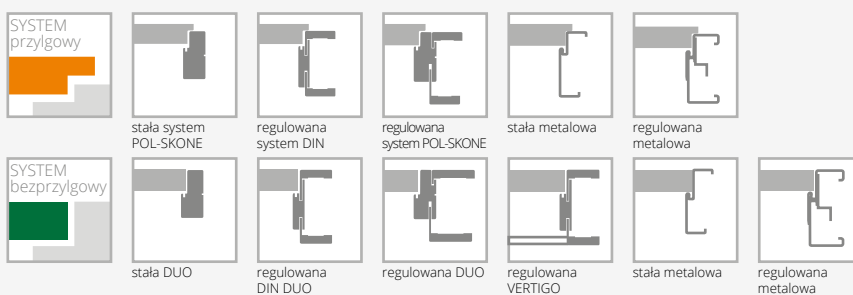 SYSTEM
przylgowy
stała system
POL-SKONE
regulowana
system DIN
regulowana
system POL-SKONE
stała metalowa
regulowana
metalowa
SYSTEM
bezprzylgowy
stała DUO
regulowana
DIN DUO
regulowana DUO
regulowana
VERTIGO
stała metalowa
regulowana
metalowa